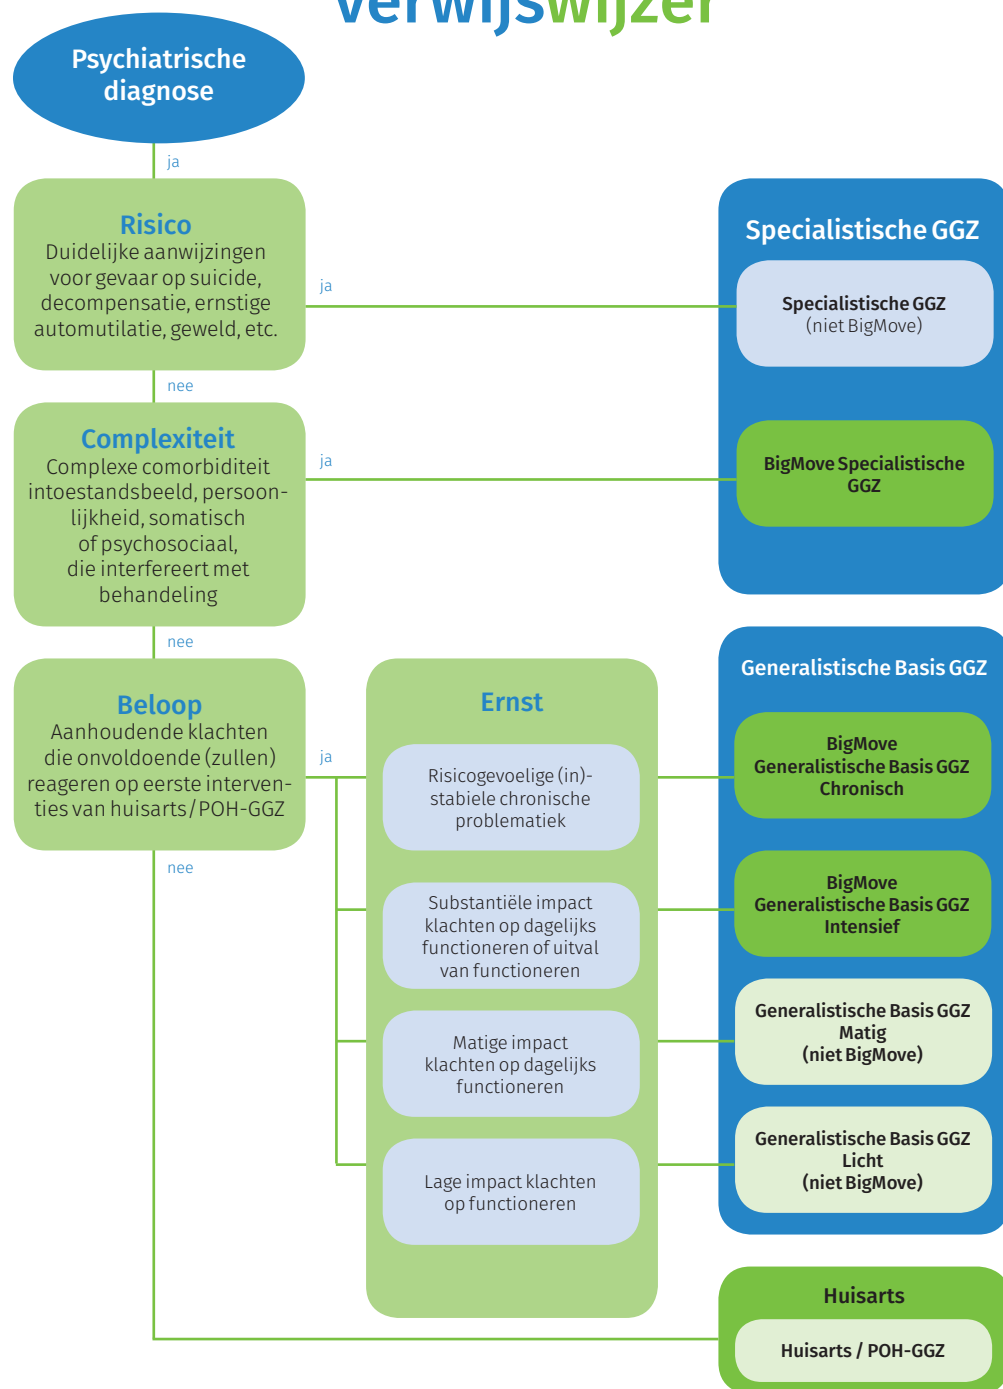 verwijswijzer
Psychiatrische
diagnose
ja
Risico
Duidelijke aanwijzingen
voor gevaar op suicide,
decompensatie, ernstige
automutilatie, geweld, etc.
ja
Specialistische GGZ
Specialistische GGZ
(niet BigMove)
nee
Complexiteit
Complexe comorbiditeit
intoestandsbeeld, persoon-
lijkheid, somatisch
of psychosociaal,
die interfereert met
behandeling
ja
BigMove Specialistische
GGZ
nee
Beloop
Aanhoudende klachten
die onvoldoende (zullen)
reageren op eerste interven-
ties van huisarts/POH-GGZ
ja
nee
Ernst
Risicogevoelige (in)-
stabiele chronische
problematiek
Substantiële impact
klachten op dagelijks
functioneren of uitval
van functioneren
Matige impact
klachten op dagelijks
functioneren
Lage impact klachten
op functioneren
Generalistische Basis GGZ
BigMove
Generalistische Basis GGZ
Chronisch
BigMove
Generalistische Basis GGZ
Intensief
Generalistische Basis GGZ
Matig
(niet BigMove)
Generalistische Basis GGZ
Licht
(niet BigMove)
Huisarts
Huisarts / POH-GGZ